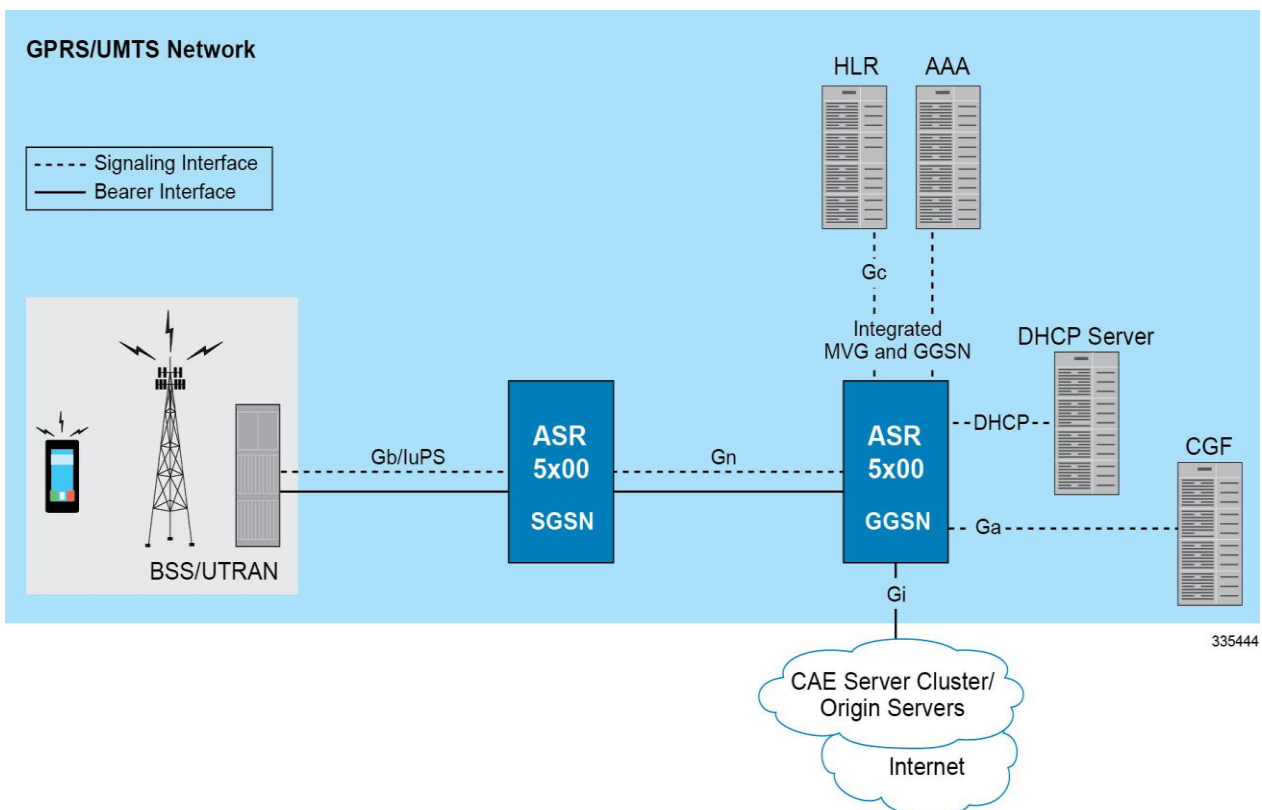 GPRS/UMTS Network
Signaling Interface
Bearer Interface
HLR
AAA
Gc
Integrated
MVG and GGSN
DHCP Server
DHCP
CGF
Ga
Gb/IuPS
Gn
ASR
5x00
SGSN
ASR
5x00
GGSN
BSS/UTRAN
Gi
335444
CAE Server Cluster/
Origin Servers
Internet